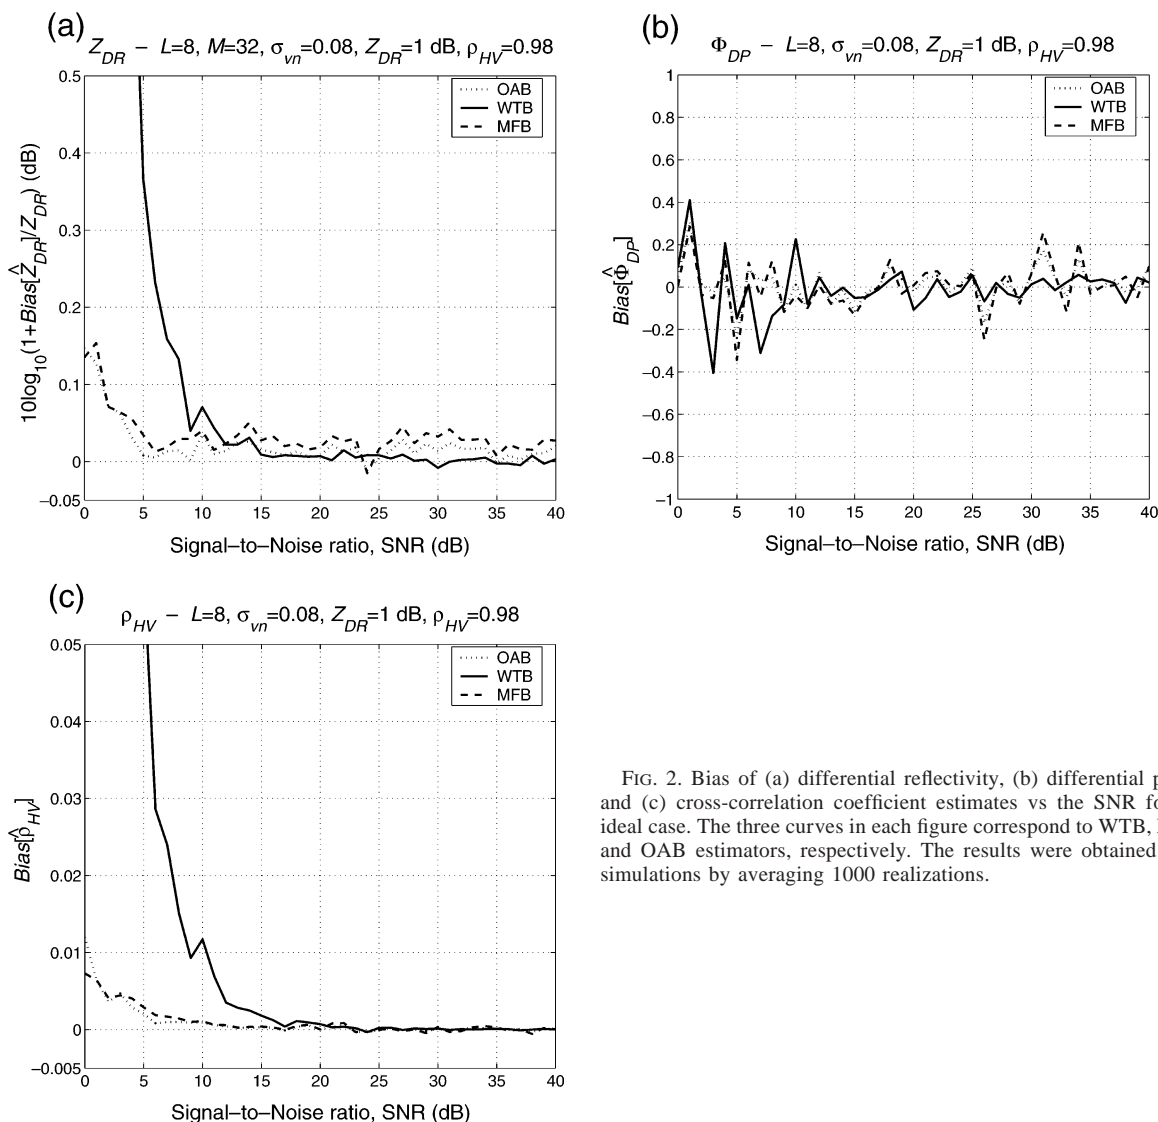 (a)
Z_DR – L=8, M=32, σ_vn=0.08, Z_DR=1 dB, ρ_HV=0.98
0.5
0.4
0.3
0.2
0.1
0
−0.05
10log10(1+Bias[Ẑ_DR]/Z_DR) (dB)
OAB
WTB
MFB
0 5 10 15 20 25 30 35 40
Signal–to–Noise ratio, SNR (dB)
(b)
Φ_DP – L=8, σ_vn=0.08, Z_DR=1 dB, ρ_HV=0.98
1
0.8
0.6
0.4
0.2
0
−0.2
−0.4
−0.6
−0.8
−1
Bias[Φ̂_DP]
OAB
WTB
MFB
0 5 10 15 20 25 30 35 40
Signal–to–Noise ratio, SNR (dB)
(c)
ρ_HV – L=8, σ_vn=0.08, Z_DR=1 dB, ρ_HV=0.98
0.05
0.04
0.03
0.02
0.01
0
−0.005
Bias[ρ̂_HV]
OAB
WTB
MFB
0 5 10 15 20 25 30 35 40
Signal–to–Noise ratio, SNR (dB)
FIG. 2. Bias of (a) differential reflectivity, (b) differential
and (c) cross-correlation coefficient estimates vs the SNR
ideal case. The three curves in each figure correspond to WTB,
and OAB estimators, respectively. The results were obtained
simulations by averaging 1000 realizations.